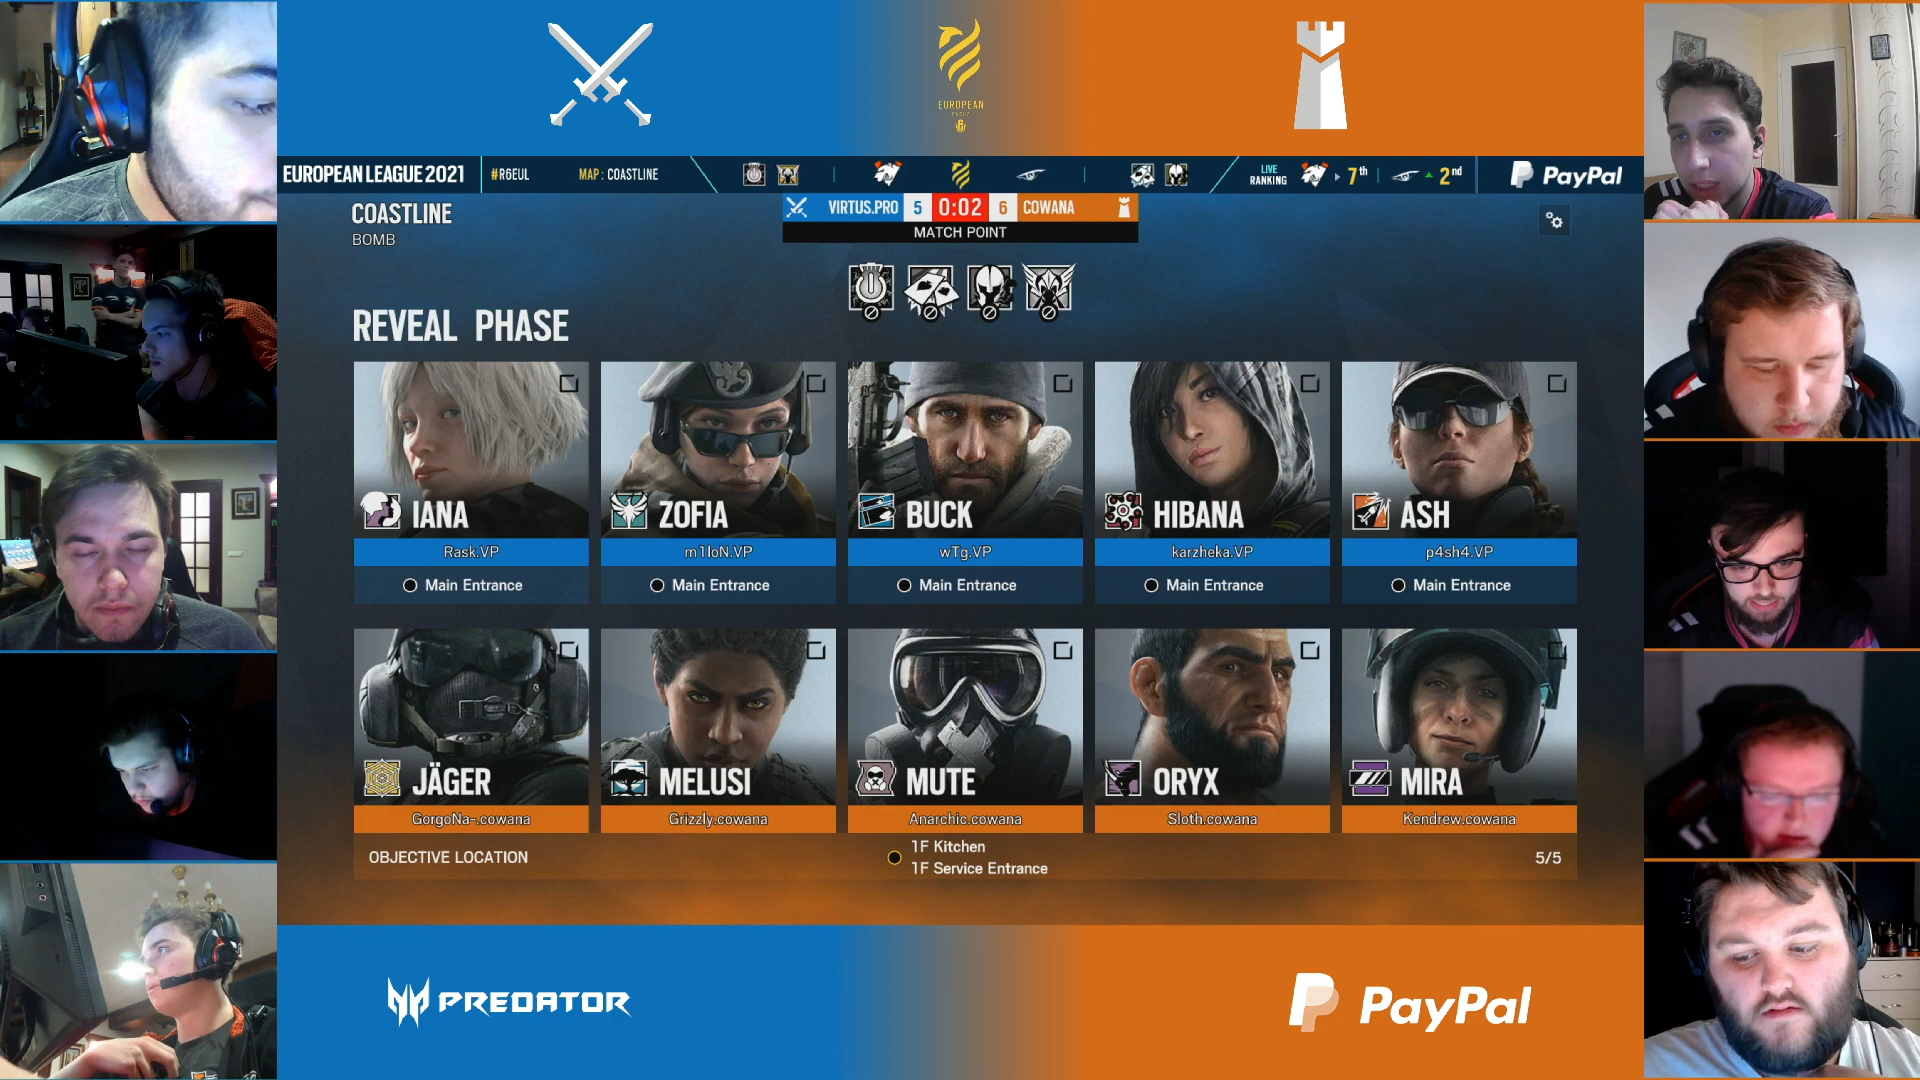 EUROPEAN
EUROPEAN LEAGUE 2021
#R6EUL
MAP : COASTLINE
LIVE
RANKING
7th
2nd
PayPal
COASTLINE
BOMB
VIRTUS.PRO 5 0:02 6 COWANA
MATCH POINT
REVEAL PHASE
IANA
ZOFIA
BUCK
HIBANA
ASH
Rask.VP
m1loN.VP
wTg.VP
karzheka.VP
p4sh4.VP
Main Entrance
Main Entrance
Main Entrance
Main Entrance
Main Entrance
JÄGER
MELUSI
MUTE
ORYX
MIRA
GorgoNa-.cowana
Grizzly.cowana
Anarchic.cowana
Sloth.cowana
Kendrew.cowana
OBJECTIVE LOCATION
1F Kitchen
1F Service Entrance
5/5
PREDATOR
PayPal